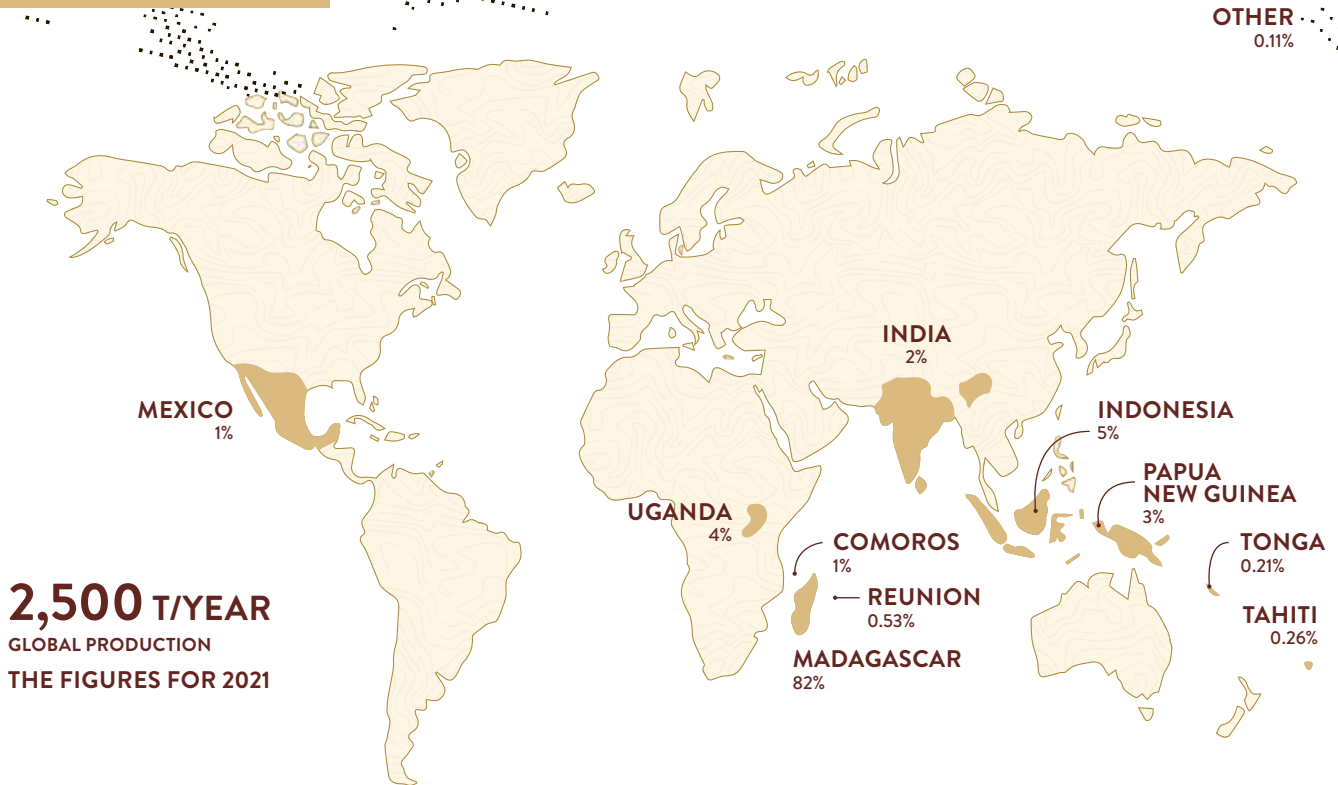 OTHER
0.11%
INDIA
2%
MEXICO
1%
INDONESIA
5%
PAPUA
NEW GUINEA
3%
UGANDA
4%
COMOROS
1%
TONGA
0.21%
REUNION
0.53%
TAHITI
0.26%
MADAGASCAR
82%
2,500 T/YEAR
GLOBAL PRODUCTION
THE FIGURES FOR 2021